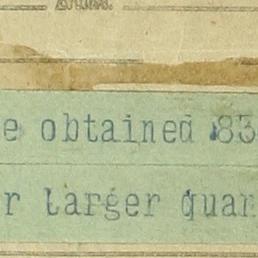 e obtained 83
r larger quan